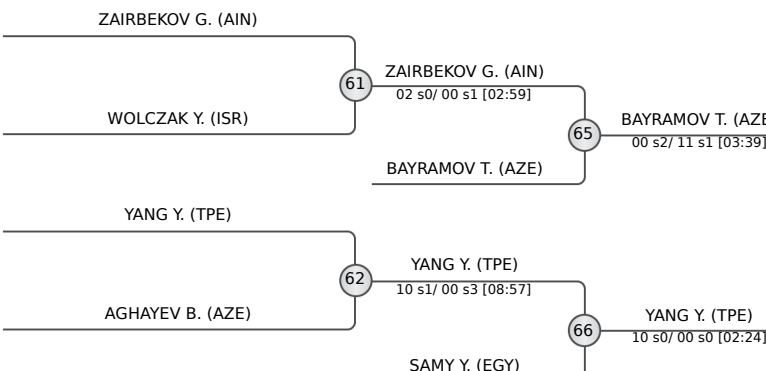 ZAIRBEKOV G. (AIN)
61
ZAIRBEKOV G. (AIN)
02 s0/ 00 s1 [02:59]
WOLCZAK Y. (ISR)
65
BAYRAMOV T. (AZE
00 s2/ 11 s1 [03:39]
BAYRAMOV T. (AZE)
YANG Y. (TPE)
62
YANG Y. (TPE)
10 s1/ 00 s3 [08:57]
AGHAYEV B. (AZE)
66
YANG Y. (TPE)
10 s0/ 00 s0 [02:24]
SAMY Y. (EGY)